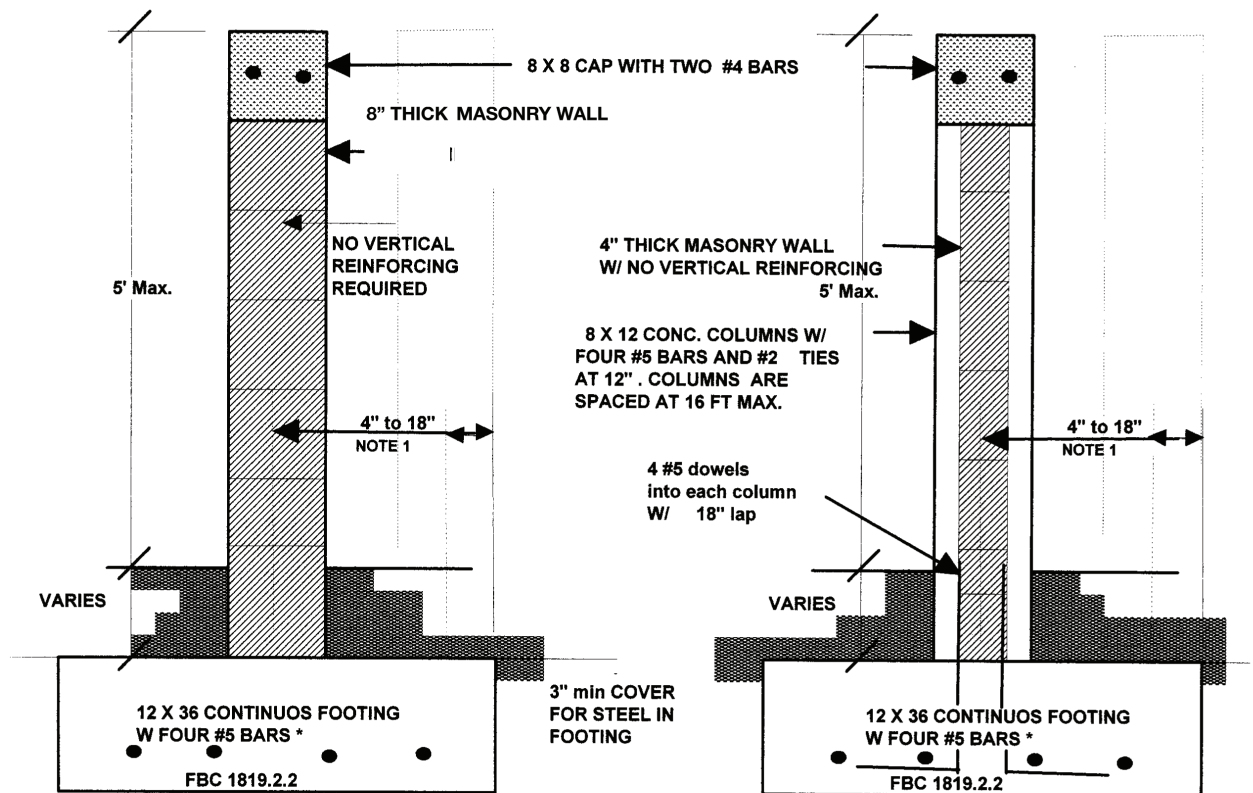 8 X 8 CAP WITH TWO #4 BARS
8” THICK MASONRY WALL
NO VERTICAL
REINFORCING
REQUIRED
5' Max.
4" to 18"
NOTE 1
VARIES
3" min COVER
FOR STEEL IN
FOOTING
12 X 36 CONTINUOS FOOTING
W FOUR #5 BARS *
FBC 1819.2.2
4" THICK MASONRY WALL
W/ NO VERTICAL REINFORCING
5' Max.
8 X 12 CONC. COLUMNS W/
FOUR #5 BARS AND #2 TIES
AT 12" . COLUMNS ARE
SPACED AT 16 FT MAX.
4" to 18"
NOTE 1
4 #5 dowels
into each column
W/ 18" lap
VARIES
12 X 36 CONTINUOS FOOTING
W FOUR #5 BARS *
FBC 1819.2.2